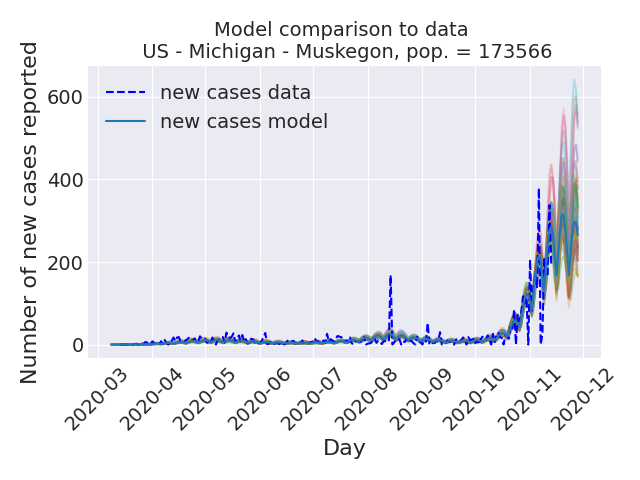 Model comparison to data
US - Michigan - Muskegon, pop. = 173566
Number of new cases reported
600
400
200
0
new cases data
new cases model
2020-03
2020-04
2020-05
2020-06
2020-07
2020-08
2020-09
2020-10
2020-11
2020-12
Day